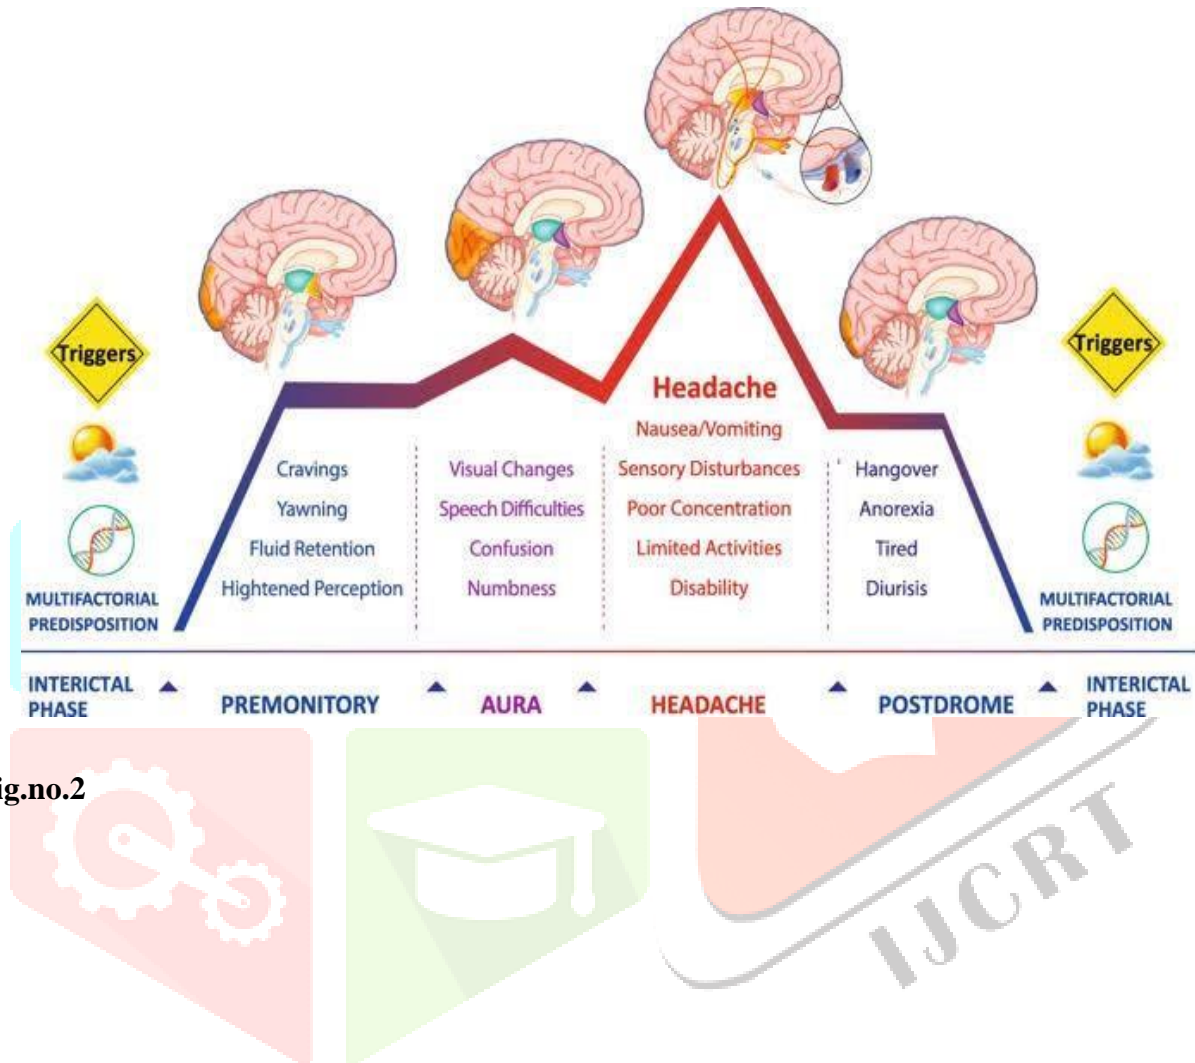 Triggers
MULTIFACTORIAL
PREDISPOSITION
Cravings
Yawning
Fluid Retention
Hightened Perception
Visual Changes
Speech Difficulties
Confusion
Numbness
Headache
Nausea/Vomiting
Sensory Disturbances
Poor Concentration
Limited Activities
Disability
Hangover
Anorexia
Tired
Diurisis
Triggers
MULTIFACTORIAL
PREDISPOSITION
INTERICTAL
PHASE
PREMONITORY
AURA
HEADACHE
POSTDROME
INTERICTAL
PHASE
ig.no.2
IJCRT